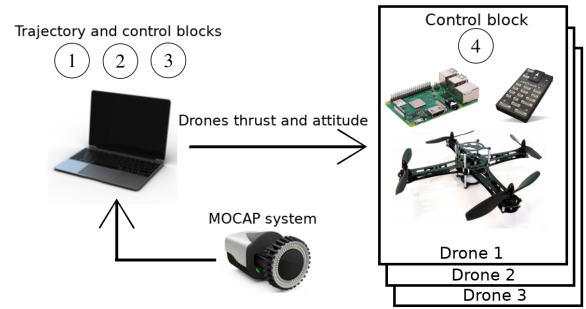 Trajectory and control blocks
1 2 3
Control block
4
Drones thrust and attitude
MOCAP system
Drone 1
Drone 2
Drone 3